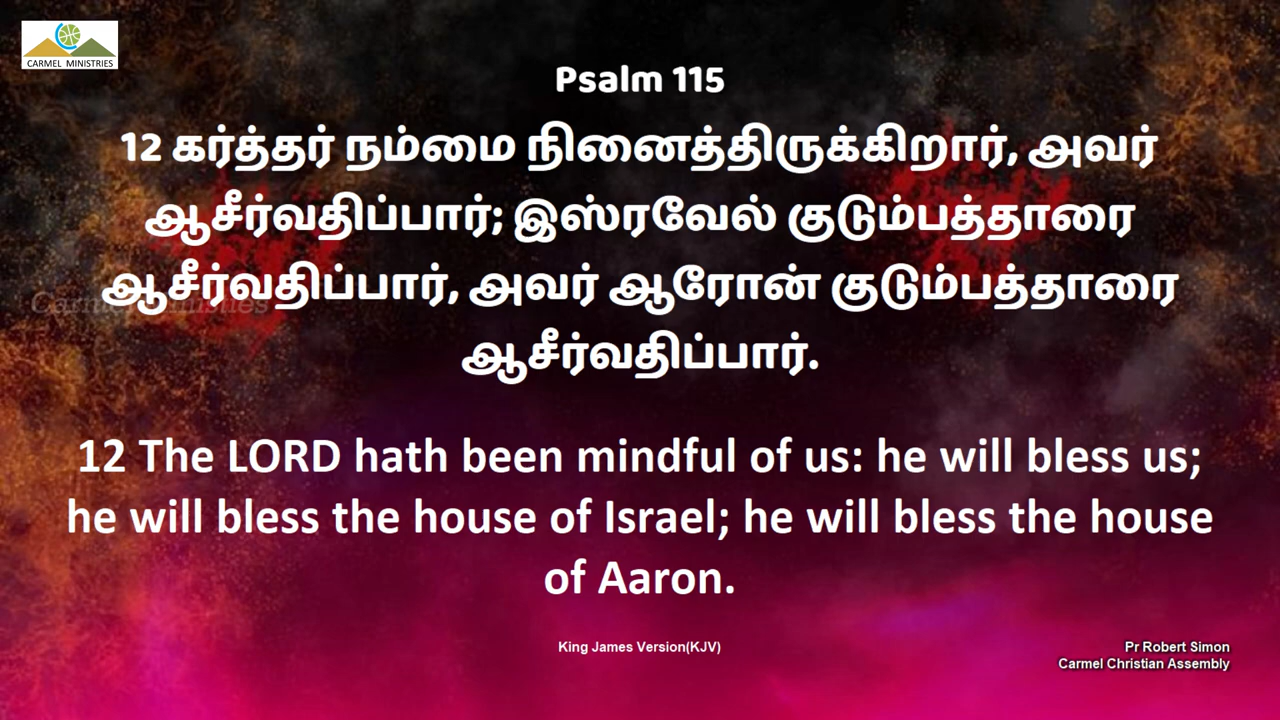 CARMEL MINISTRIES
Psalm 115
12 கர்த்தர் நம்மை நினைத்திருக்கிறார், அவர்
ஆசீர்வதிப்பார்; இஸ்ரவேல் குடும்பத்தாரை
ஆசீர்வதிப்பார், அவர் ஆரோன் குடும்பத்தாரை
ஆசீர்வதிப்பார்.
Carmel Ministies
12 The LORD hath been mindful of us: he will bless us;
he will bless the house of Israel; he will bless the house
of Aaron.
King James Version(KJV)
Pr Robert Simon
Carmel Christian Assembly